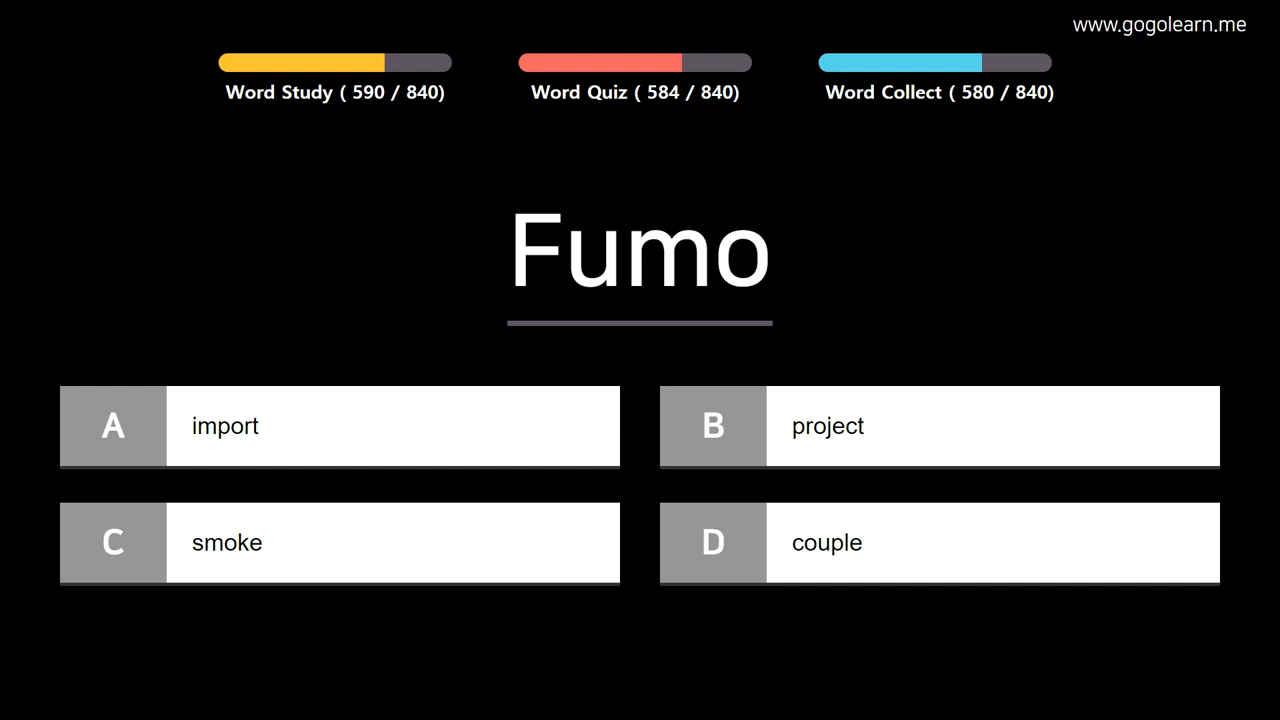 www.gogolearn.me
Word Study ( 590 / 840)
Word Quiz ( 584 / 840)
Word Collect ( 580 / 840)
Fumo
A import
B project
C smoke
D couple